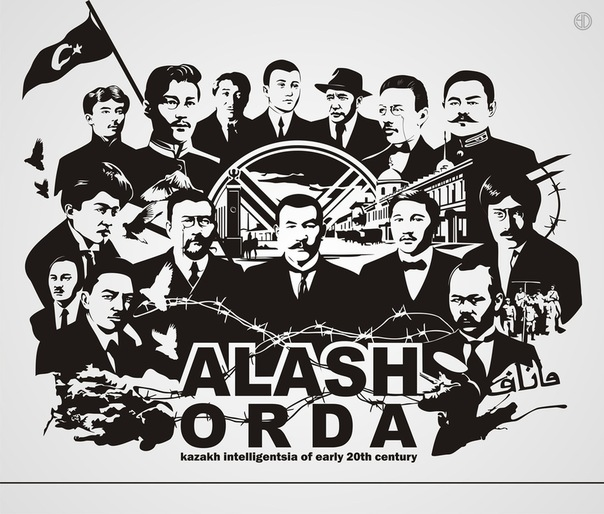 ALASH
ORDA
kazakh intelligentsia of early 20th century